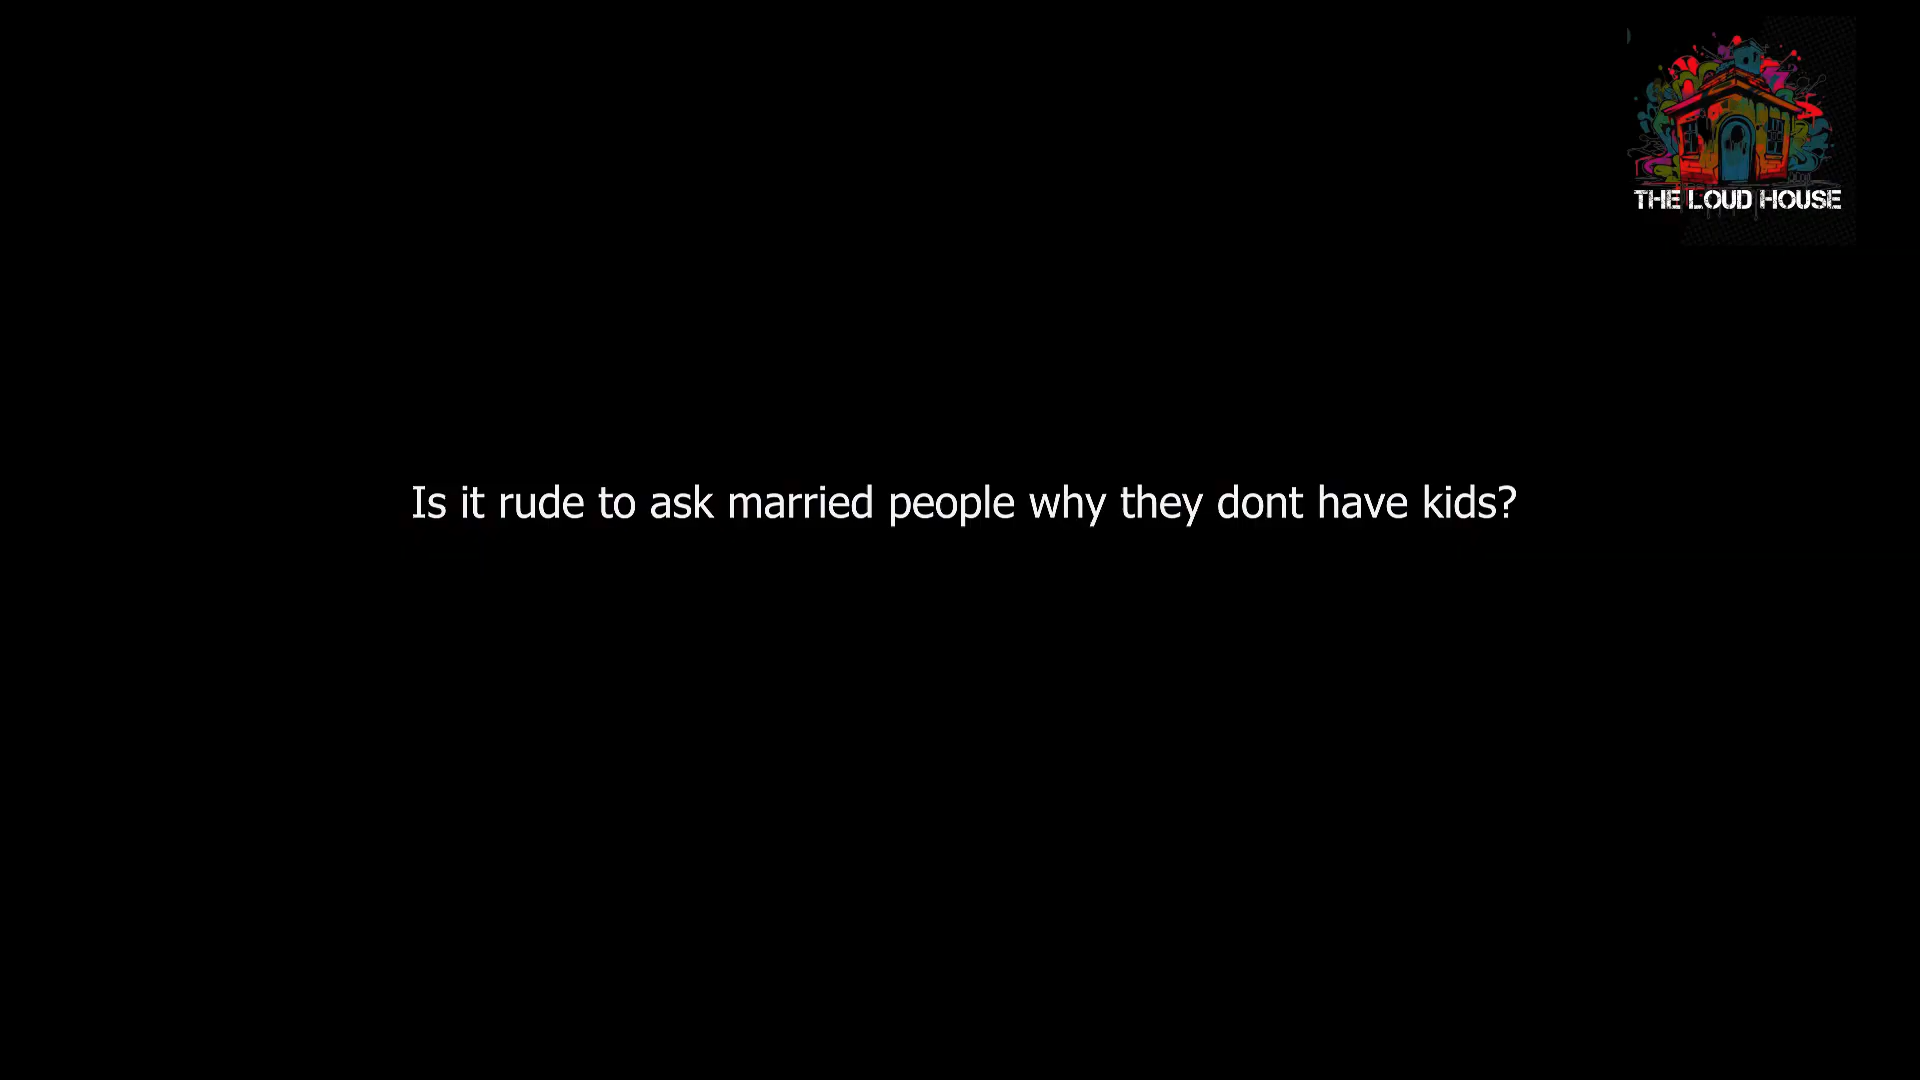 THE LOUD HOUSE
Is it rude to ask married people why they dont have kids?